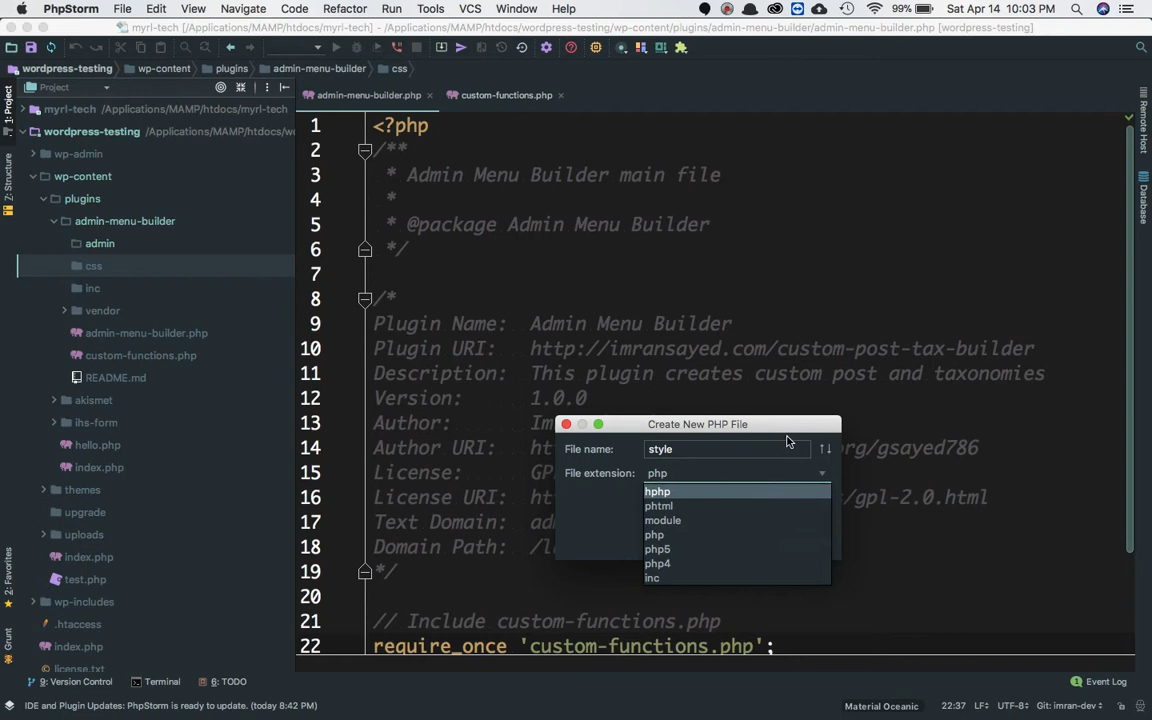 PhpStorm File Edit View Navigate Code Refactor Run Tools VCS Window Help 99% Sat Apr 14 10:03 PM
myrl-tech [/Applications/MAMP/htdocs/myrl-tech] - /Applications/MAMP/htdocs/wordpress-testing/wp-content/plugins/admin-menu-builder/admin-menu-builder.php [wordpress-testing]
wordpress-testing wp-content plugins admin-menu-builder css
Project
admin-menu-builder.php custom-functions.php
myrl-tech /Applications/MAMP/htdocs/myrl-tech
wordpress-testing /Applications/MAMP/htdocs/w
wp-admin
wp-content
plugins
admin-menu-builder
admin
css
inc
vendor
admin-menu-builder.php
custom-functions.php
README.md
akismet
ihs-form
hello.php
index.php
themes
upgrade
uploads
index.php
test.php
wp-includes
.htaccess
index.php
license.txt
1: Project
Z: Structure
2: Favorites
Grunt
Remote Host
Database
1 <?php
2 /**
3 * Admin Menu Builder main file
4 *
5 * @package Admin Menu Builder
6 */
7
8 /*
9 Plugin Name: Admin Menu Builder
10 Plugin URI: http://imransayed.com/custom-post-tax-builder
11 Description: This plugin creates custom post and taxonomies
12 Version: 1.0.0
13 Author: Im
14 Author URI: ht org/gsayed786
15 License: GP
16 License URI: ht /gpl-2.0.html
17 Text Domain: ad
18 Domain Path: /l
19 */
20
21 // Include custom-functions.php
22 require_once 'custom-functions.php';
Create New PHP File
File name: style
File extension: php
hphp
phtml
module
php
php5
php4
inc
9: Version Control Terminal 6: TODO Event Log
IDE and Plugin Updates: PhpStorm is ready to update. (today 8:42 PM) Material Oceanic 22:37 LF UTF-8 Git: imran-dev